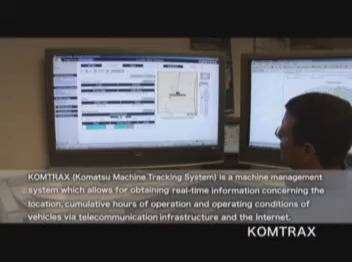 KOMTRAX (Komatsu Machine Tracking System) is a machine management
system which allows for obtaining real-time information concerning the
location, cumulative hours of operation and operating conditions of
vehicles via telecommunication infrastructure and the Internet.
KOMTRAX